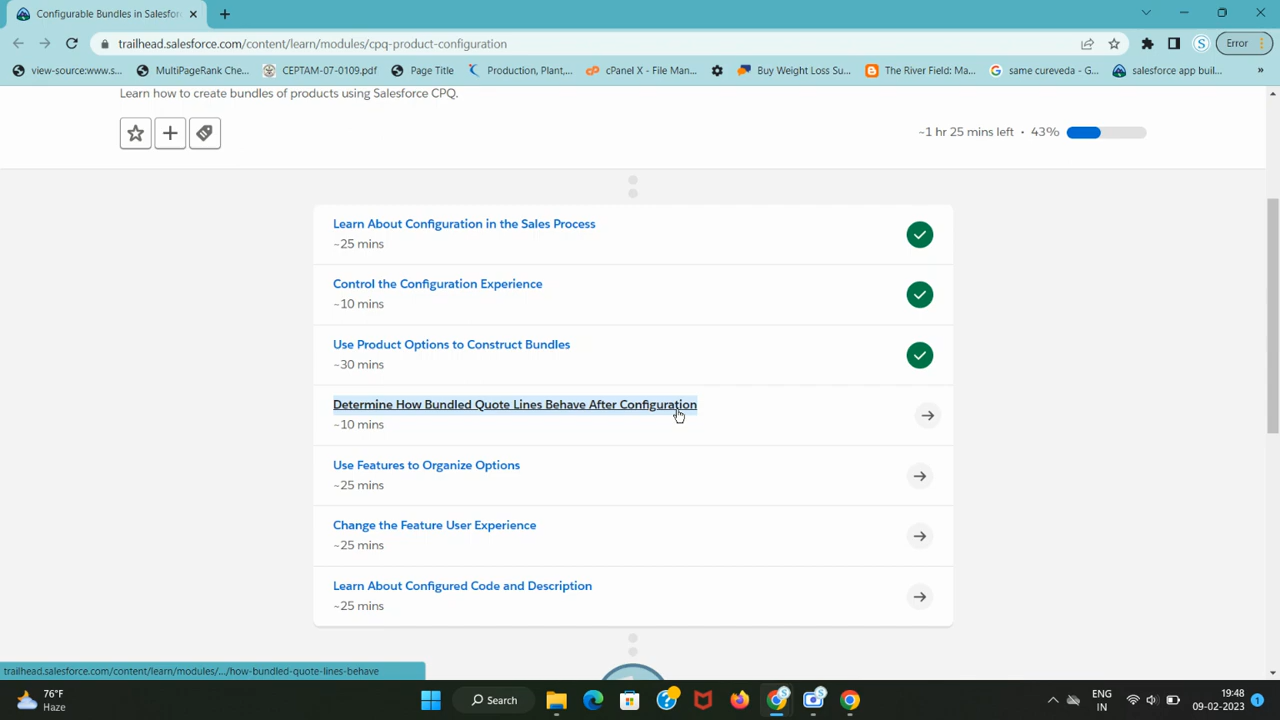 Configurable Bundles in Salesfor
trailhead.salesforce.com/content/learn/modules/cpq-product-configuration
Error
view-source:www.s...
MultiPageRank Che...
CEPTAM-07-0109.pdf
Page Title
Production, Plant,...
cPanel X - File Man...
Buy Weight Loss Su...
The River Field: Ma...
same cureveda - G...
salesforce app buil...
»
Learn how to create bundles of products using Salesforce CPQ.
~1 hr 25 mins left • 43%
Learn About Configuration in the Sales Process
~25 mins
Control the Configuration Experience
~10 mins
Use Product Options to Construct Bundles
~30 mins
Determine How Bundled Quote Lines Behave After Configuration
~10 mins
Use Features to Organize Options
~25 mins
Change the Feature User Experience
~25 mins
Learn About Configured Code and Description
~25 mins
trailhead.salesforce.com/content/learn/modules/.../how-bundled-quote-lines-behave
76°F
Haze
Search
ENG
IN
19:48
09-02-2023
1